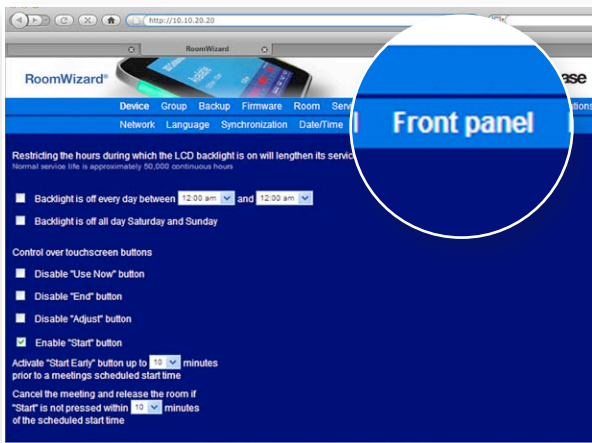 http://10.10.20.20
RoomWizard
RoomWizard®
Device Group Backup Firmware Room
Network Language Synchronization Date/Time
Front panel
Restricting the hours during which the LCD backlight is on will lengthen its
Normal service life is approximately 50,000 continuous hours
Backlight is off every day between 12:00 am and 12:00 am
Backlight is off all day Saturday and Sunday
Control over touchscreen buttons
Disable "Use Now" button
Disable "End" button
Disable "Adjust" button
Enable "Start" button
Activate "Start Early" button up to 10 minutes
prior to a meetings scheduled start time
Cancel the meeting and release the room if
"Start" is not pressed within 10 minutes
of the scheduled start time